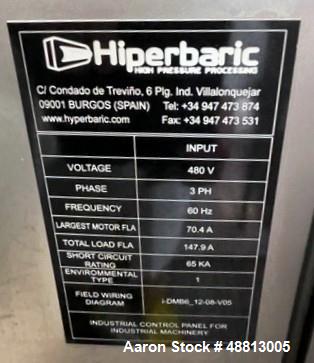 Hiperbaric
HIGH PRESSURE PROCESSING
C/ Condado de Treviño, 6 Plg. Ind. Villalonquejar
09001 BURGOS (SPAIN) Tel: +34 947 473 874
www.hyperbaric.com Fax: +34 947 473 531
INPUT
VOLTAGE 480 V
PHASE 3 PH
FREQUENCY 60 Hz
LARGEST MOTOR FLA 70.4 A
TOTAL LOAD FLA 147.9 A
SHORT CIRCUIT
RATING 65 KA
ENVIRONMENTAL
TYPE 1
FIELD WIRING
DIAGRAM i-DMB6_12-08-V05
INDUSTRIAL CONTROL PANEL FOR
INDUSTRIAL MACHINERY
Aaron Stock # 48813005